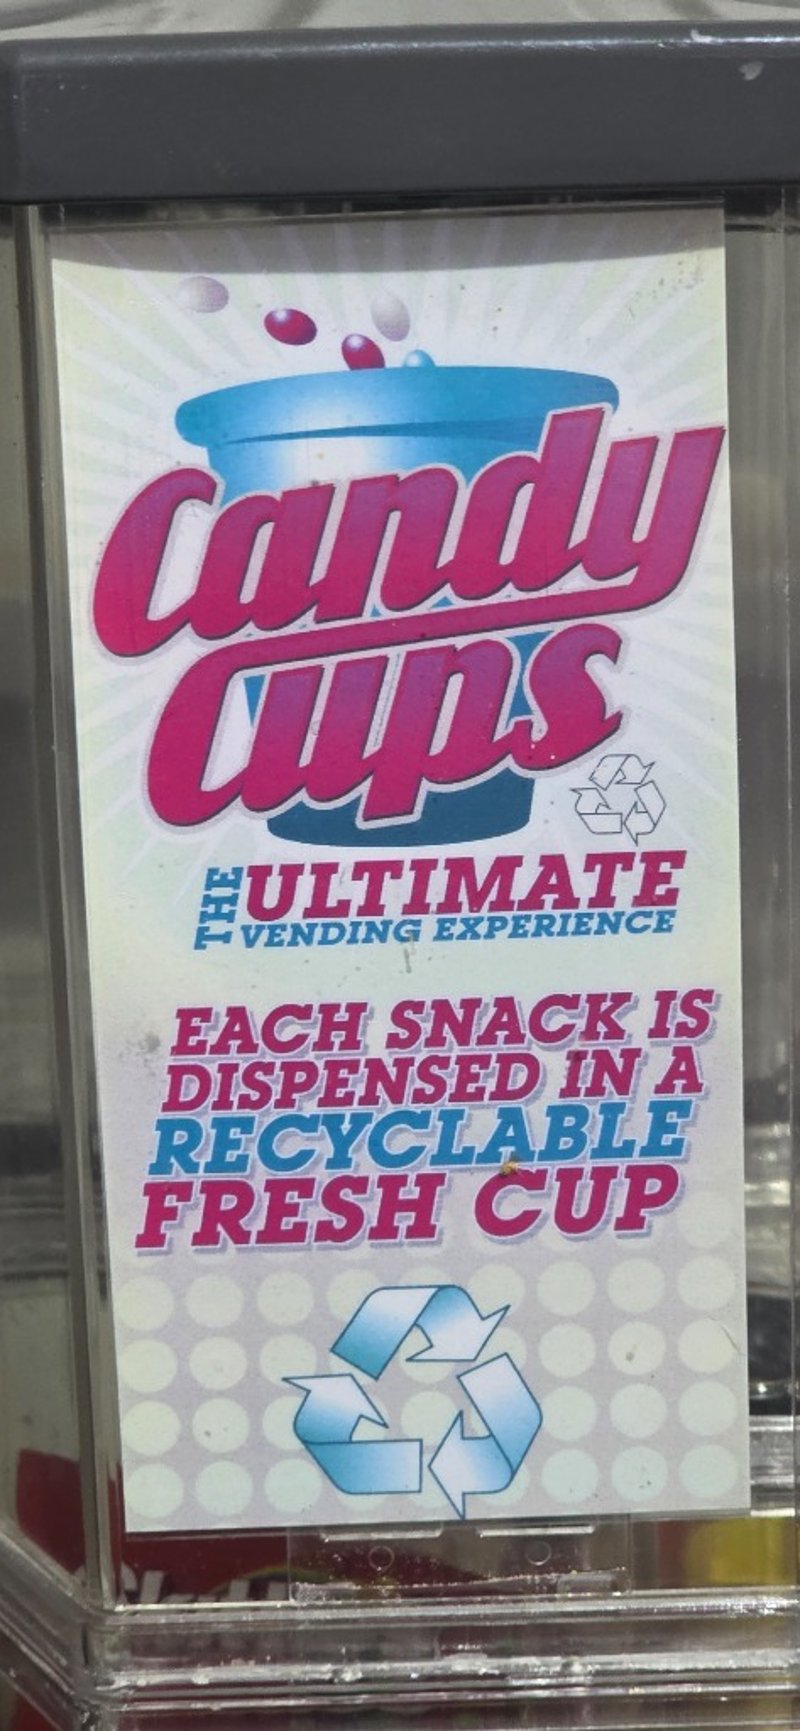 Candy
Cups
THE ULTIMATE
VENDING EXPERIENCE
EACH SNACK IS
DISPENSED IN A
RECYCLABLE
FRESH CUP